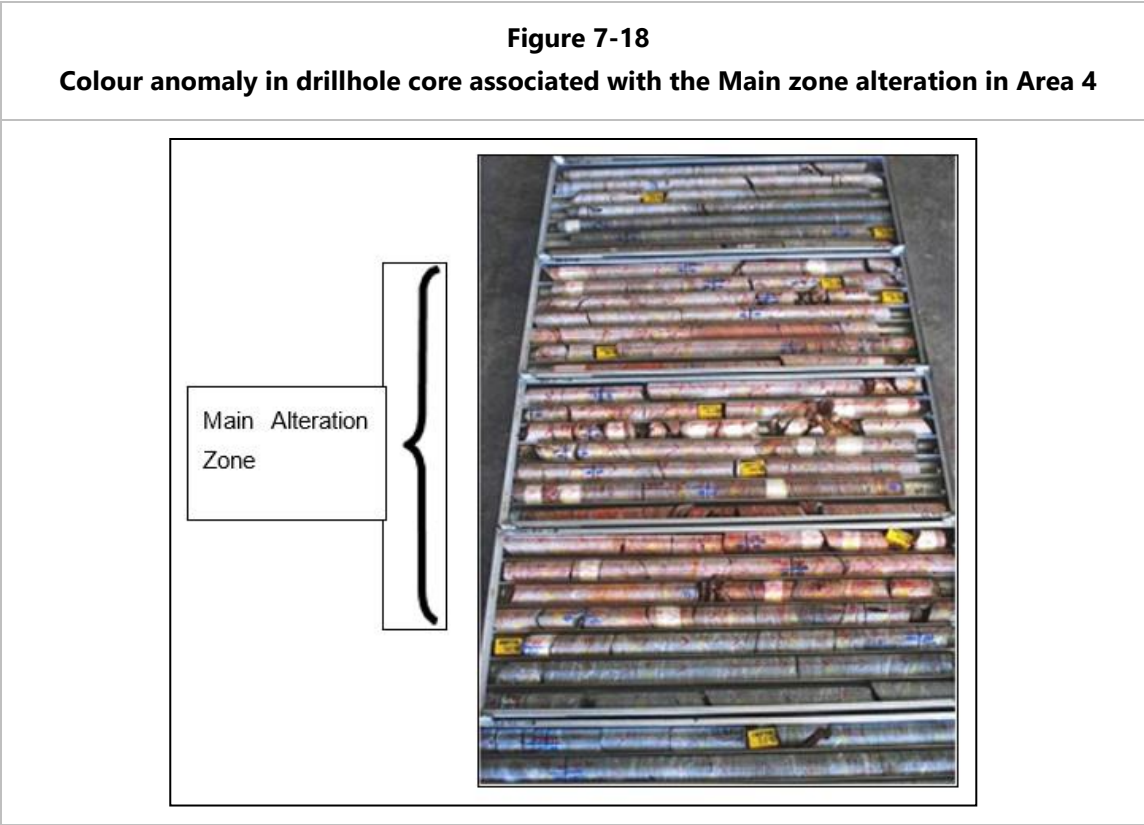 Figure 7-18
Colour anomaly in drillhole core associated with the Main zone alteration in Area 4
Main Alteration
Zone